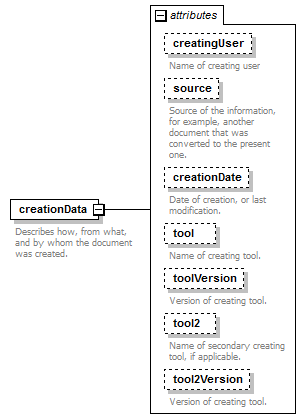 attributes
creatingUser
Name of creating user
source
Source of the information,
for example, another
document that was
converted to the present
one.
creationDate
Date of creation, or last
modification.
creationData
Describes how, from what,
and by whom the document
was created.
tool
Name of creating tool.
toolVersion
Version of creating tool.
tool2
Name of secondary creating
tool, if applicable.
tool2Version
Version of creating tool.